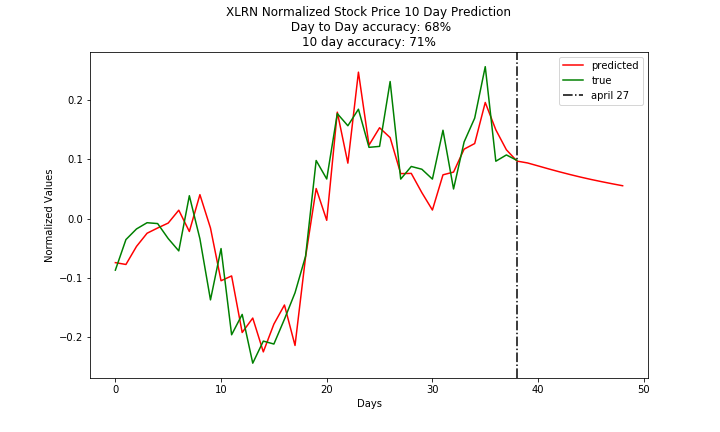 XLRN Normalized Stock Price 10 Day Prediction
Day to Day accuracy: 68%
10 day accuracy: 71%
predicted
true
april 27
Normalized Values
0.2
0.1
0.0
−0.1
−0.2
0
10
20
30
40
50
Days